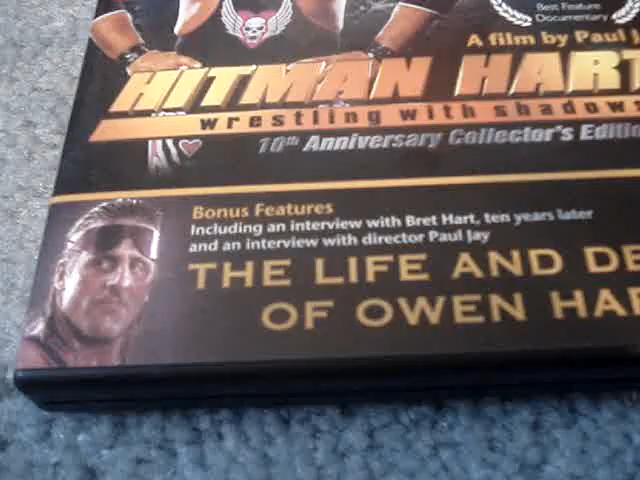 Best Feature
Documentary
A film by Paul J
HITMAN HART
wrestling with shadows
10th Anniversary Collector's Editi
Bonus Features
Including an interview with Bret Hart, ten years later
and an interview with director Paul Jay
THE LIFE AND DE
OF OWEN HAR